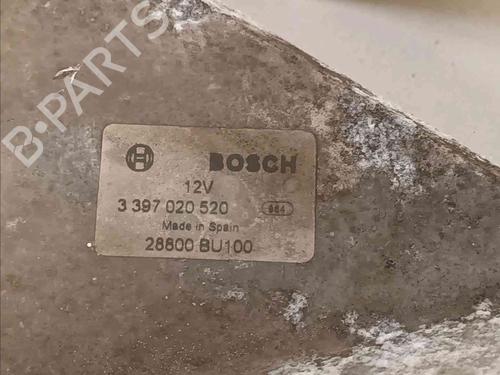 B-PARTS
BOSCH
12V
3 397 020 520 984
Made in Spain
28800 BU100